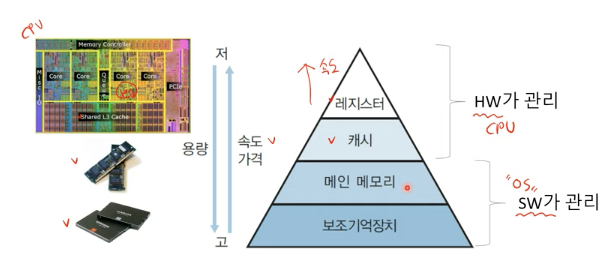 CPU
Memory Controller
Misc IO
Core
Core
Core
Core
PCIe
Shared L3 Cache
저
용량
속도
가격
고
속도
레지스터
캐시
메인 메모리
보조기억장치
HW가 관리
CPU
"OS"
SW가 관리